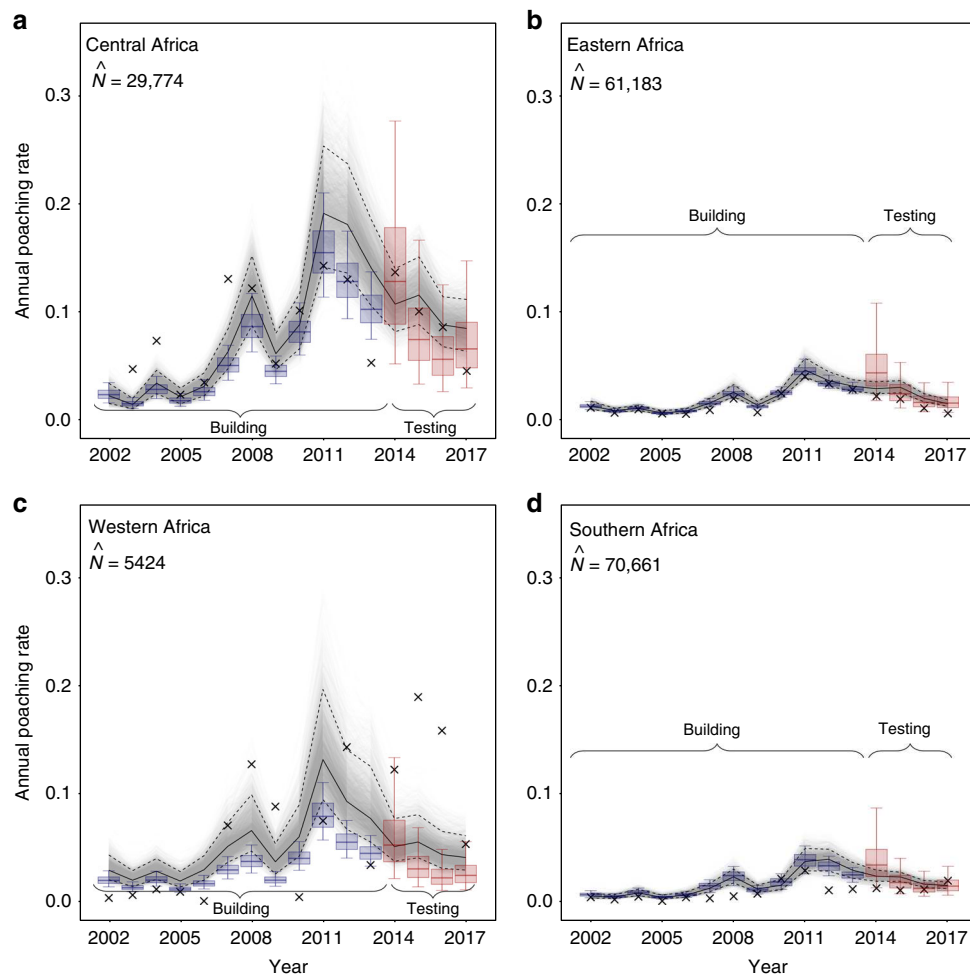 a
Central Africa
^
N = 29,774
Annual poaching rate
0.3
0.2
0.1
0.0
Building
Testing
2002 2005 2008 2011 2014 2017
b
Eastern Africa
^
N = 61,183
0.3
0.2
0.1
0.0
Building
Testing
2002 2005 2008 2011 2014 2017
c
Western Africa
^
N = 5424
Annual poaching rate
0.3
0.2
0.1
0.0
Building
Testing
2002 2005 2008 2011 2014 2017
Year
d
Southern Africa
^
N = 70,661
0.3
0.2
0.1
0.0
Building
Testing
2002 2005 2008 2011 2014 2017
Year